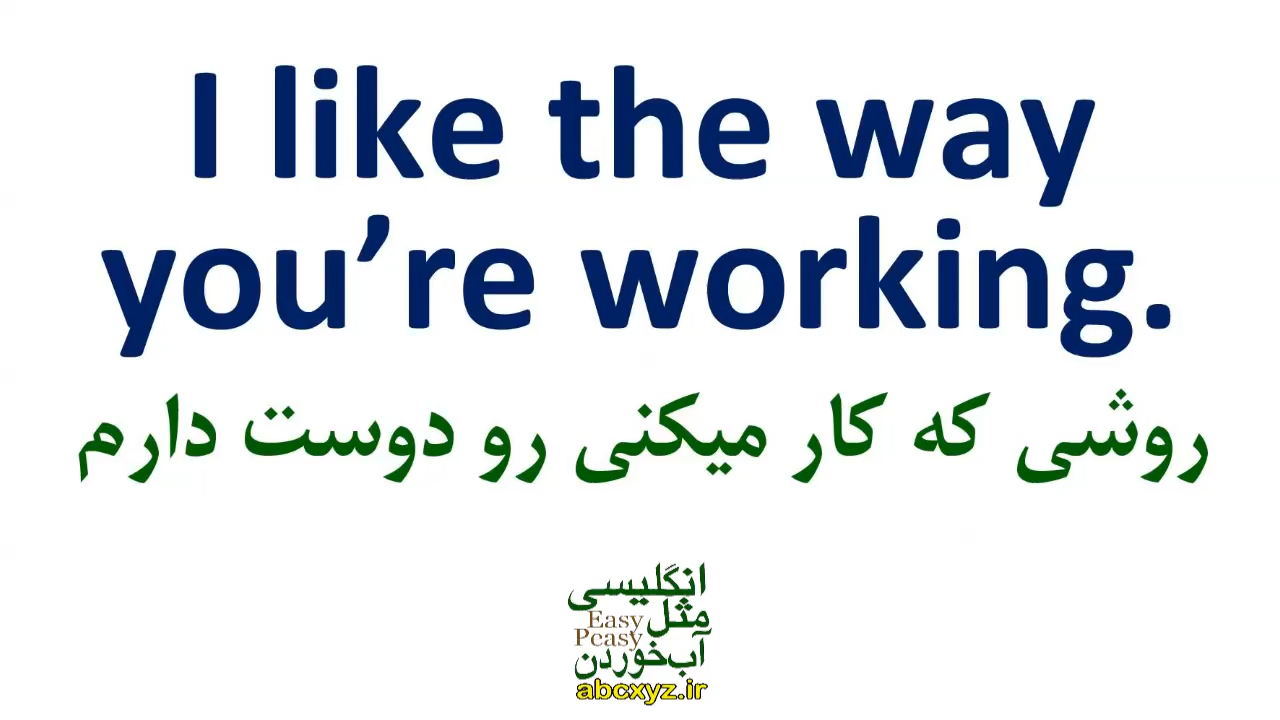 I like the way
you’re working.
روشی که کار میکنی رو دوست دارم
انگلیسی
مثل
Easy
Peasy
آب‌خوردن
abcxyz.ir